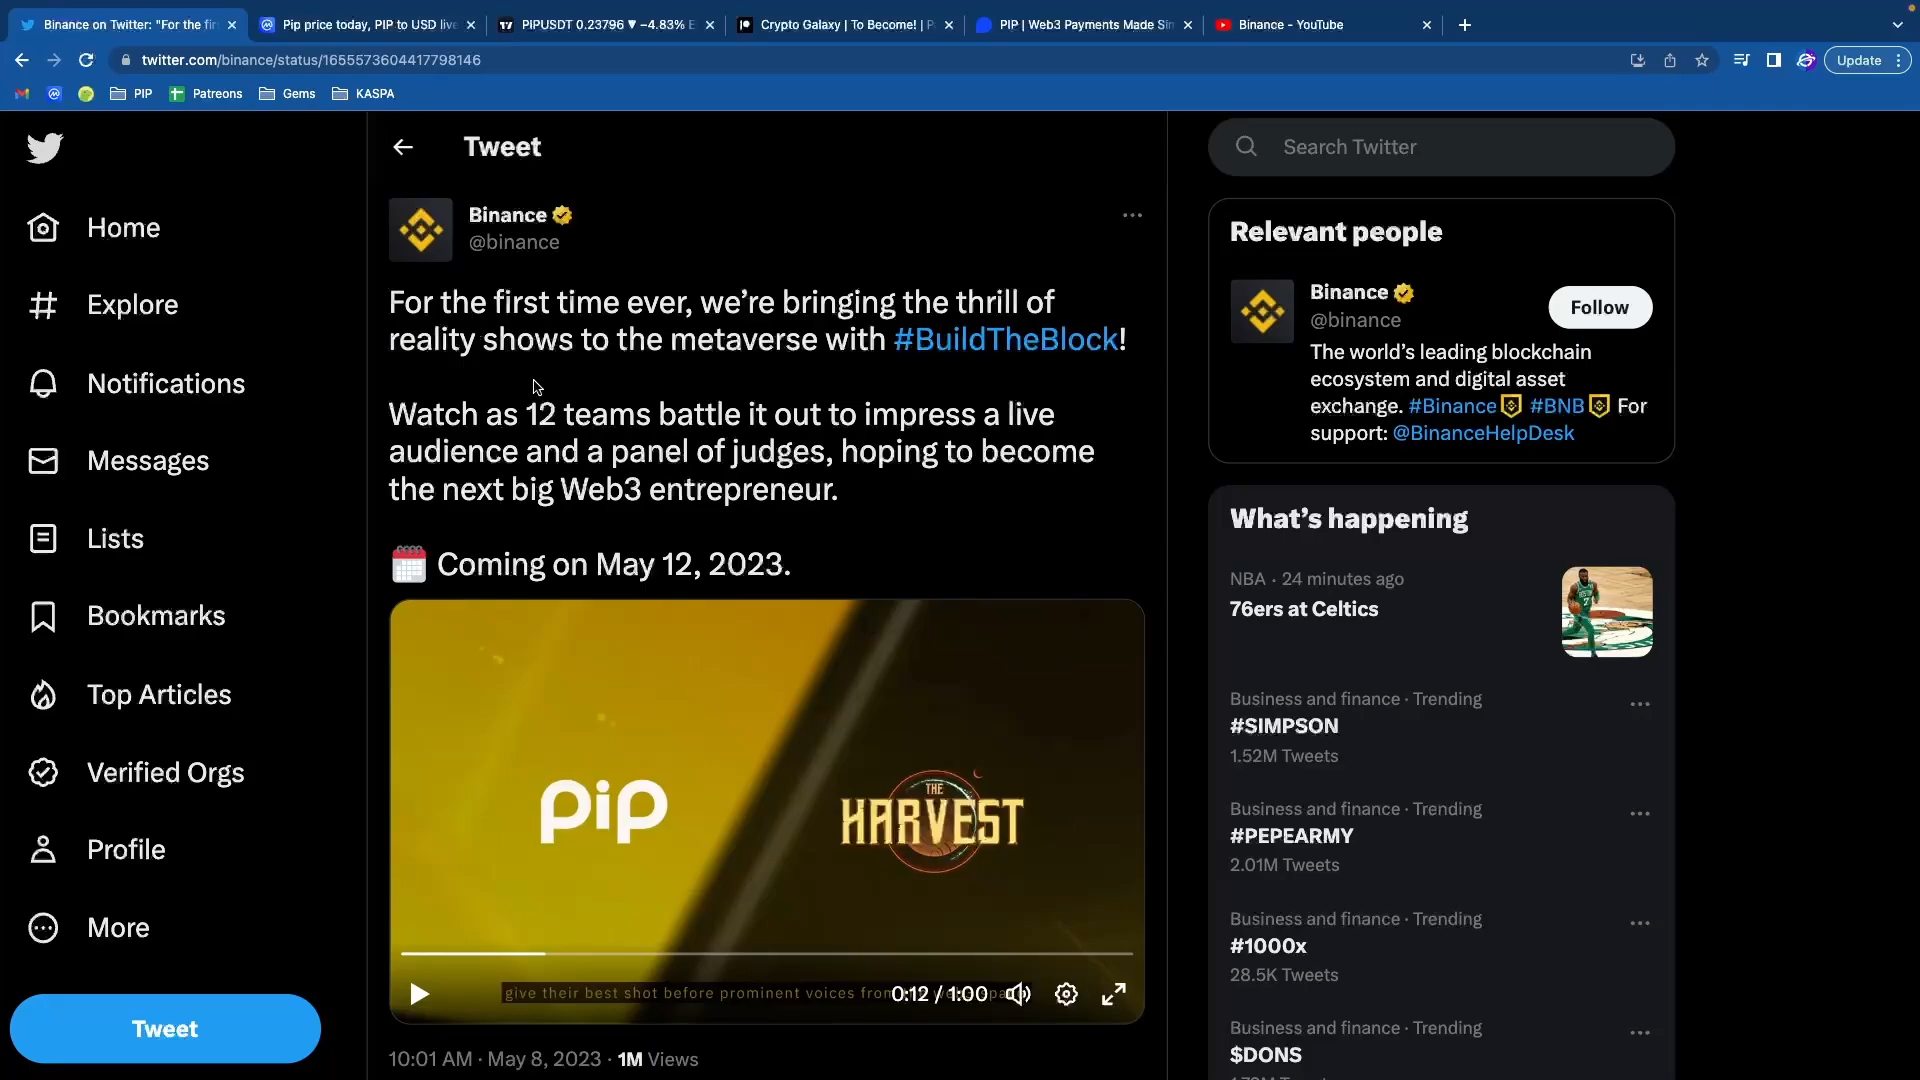 Binance on Twitter: "For the fir
Pip price today, PIP to USD live
PIPUSDT 0.23796 ▼ −4.83%
Crypto Galaxy | To Become! | P
PIP | Web3 Payments Made Sim
Binance - YouTube
twitter.com/binance/status/1655573604417798146
Update
PIP
Patreons
Gems
KASPA
Home
Explore
Notifications
Messages
Lists
Bookmarks
Top Articles
Verified Orgs
Profile
More
Tweet
Tweet
Binance
@binance
For the first time ever, we’re bringing the thrill of
reality shows to the metaverse with #BuildTheBlock!
Watch as 12 teams battle it out to impress a live
audience and a panel of judges, hoping to become
the next big Web3 entrepreneur.
Coming on May 12, 2023.
pip
THE
HARVEST
give their best shot before prominent voices from
0:12 / 1:00
10:01 AM · May 8, 2023 · 1M Views
Search Twitter
Relevant people
Binance
@binance
Follow
The world’s leading blockchain
ecosystem and digital asset
exchange. #Binance #BNB For
support: @BinanceHelpDesk
What’s happening
NBA · 24 minutes ago
76ers at Celtics
Business and finance · Trending
#SIMPSON
1.52M Tweets
Business and finance · Trending
#PEPEARMY
2.01M Tweets
Business and finance · Trending
#1000x
28.5K Tweets
Business and finance · Trending
$DONS